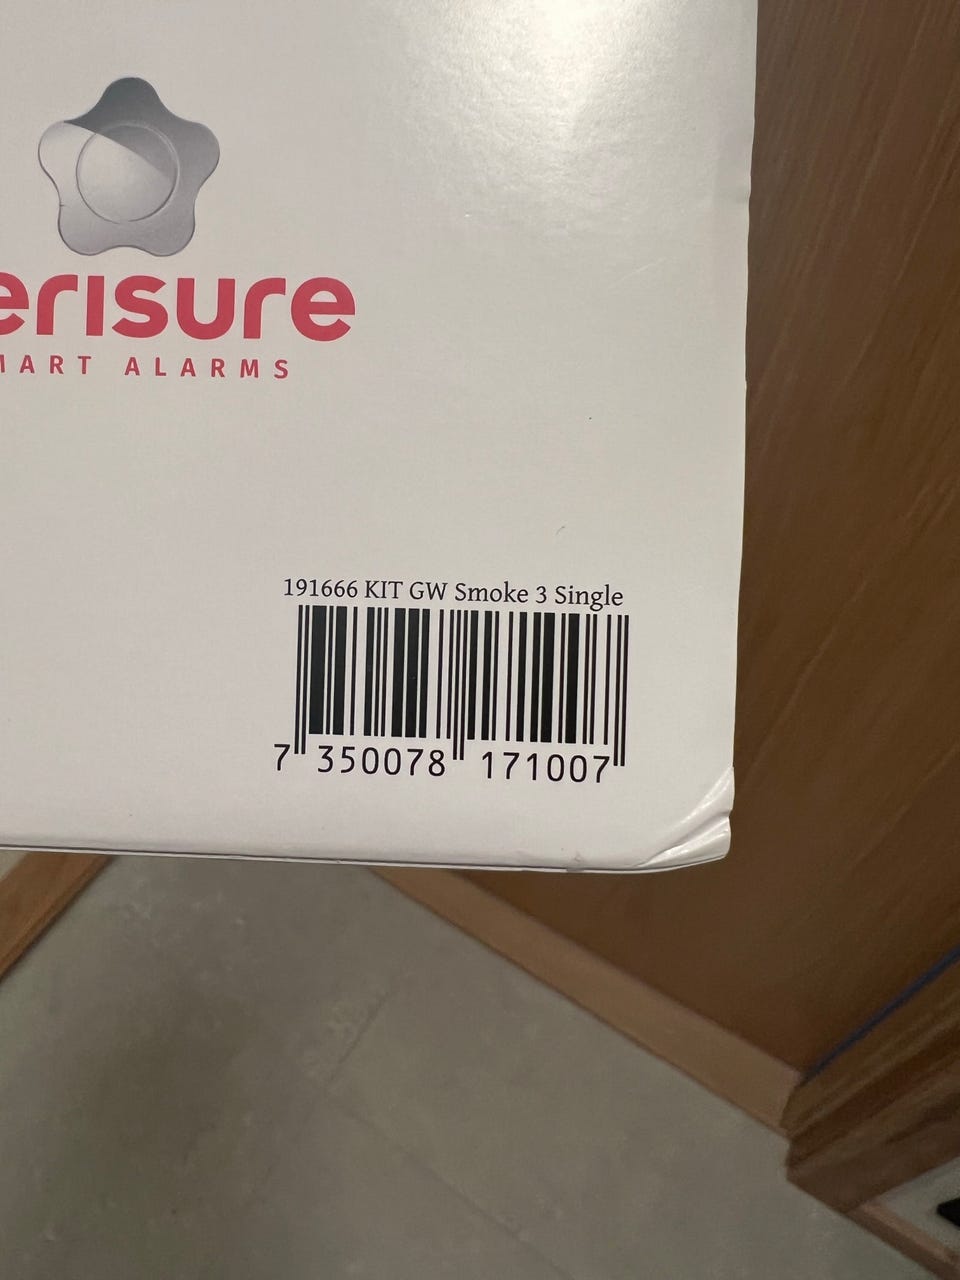 erisure
MART ALARMS
191666 KIT GW Smoke 3 Single
7 350078 171007